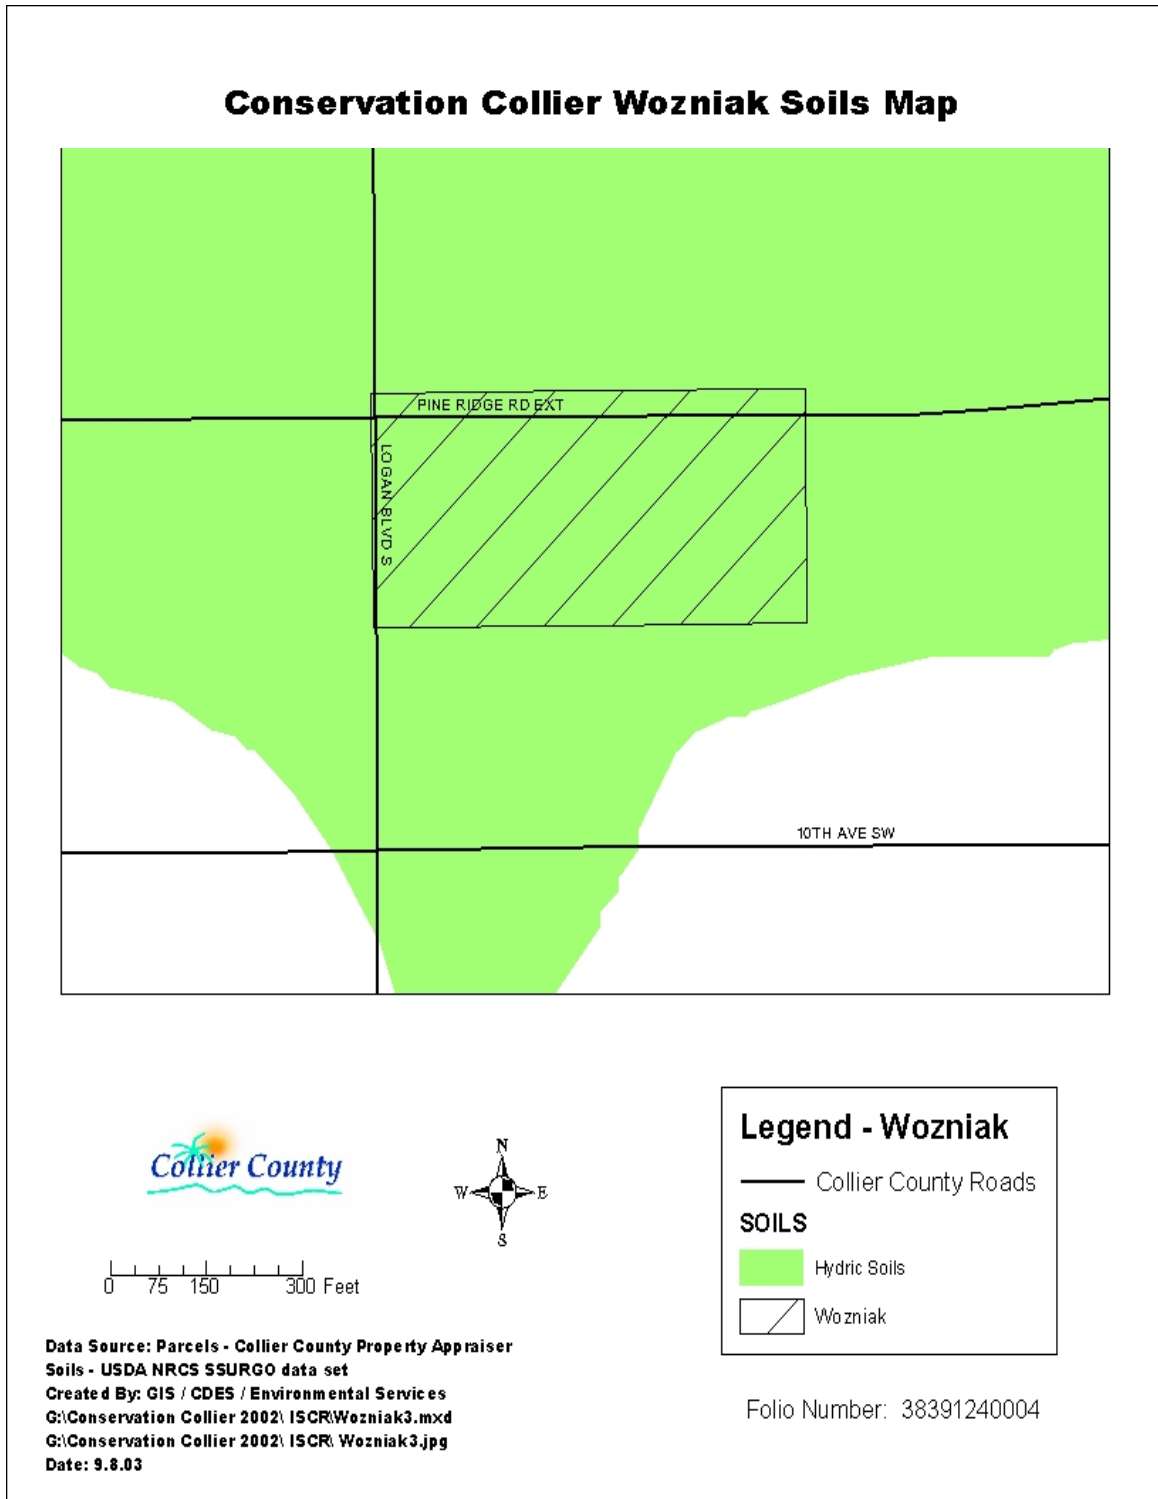 Conservation Collier Wozniak Soils Map
PINE RIDGE RD EXT
LOGAN BLVD S
10TH AVE SW
Collier County
N
W E
S
0 75 150 300 Feet
Legend - Wozniak
Collier County Roads
SOILS
Hydric Soils
Wozniak
Data Source: Parcels - Collier County Property Appraiser
Soils - USDA NRCS SSURGO data set
Created By: GIS / CDES / Environmental Services
G:\Conservation Collier 2002\ ISCR\Wozniak3.mxd
G:\Conservation Collier 2002\ ISCR\ Wozniak3.jpg
Date: 9.8.03
Folio Number: 38391240004